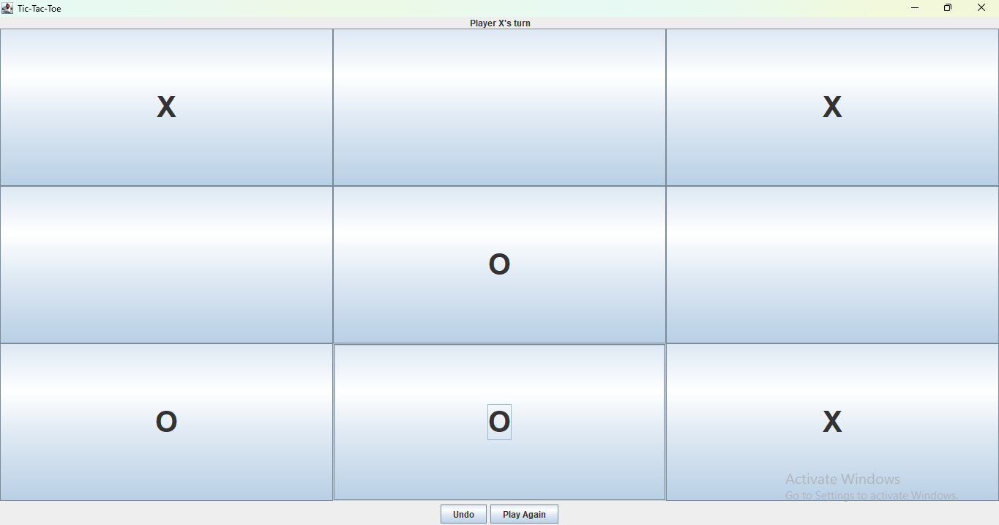 Tic-Tac-Toe
Player X's turn
X X
O
O O X
Activate Windows
Go to Settings to activate Windows.
Undo Play Again